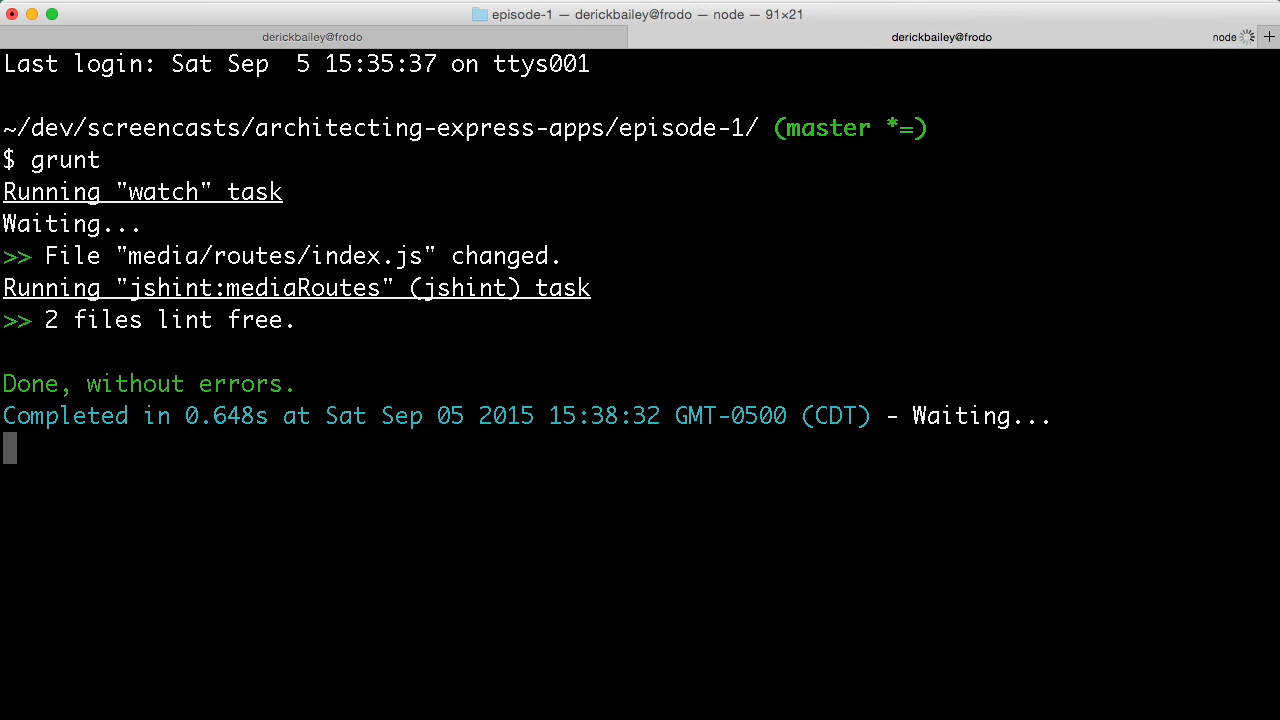 episode-1 — derickbailey@frodo — node — 91×21
derickbailey@frodo derickbailey@frodo node +
Last login: Sat Sep  5 15:35:37 on ttys001
~/dev/screencasts/architecting-express-apps/episode-1/ (master *=)
$ grunt
Running "watch" task
Waiting...
>> File "media/routes/index.js" changed.
Running "jshint:mediaRoutes" (jshint) task
>> 2 files lint free.
Done, without errors.
Completed in 0.648s at Sat Sep 05 2015 15:38:32 GMT-0500 (CDT) - Waiting...